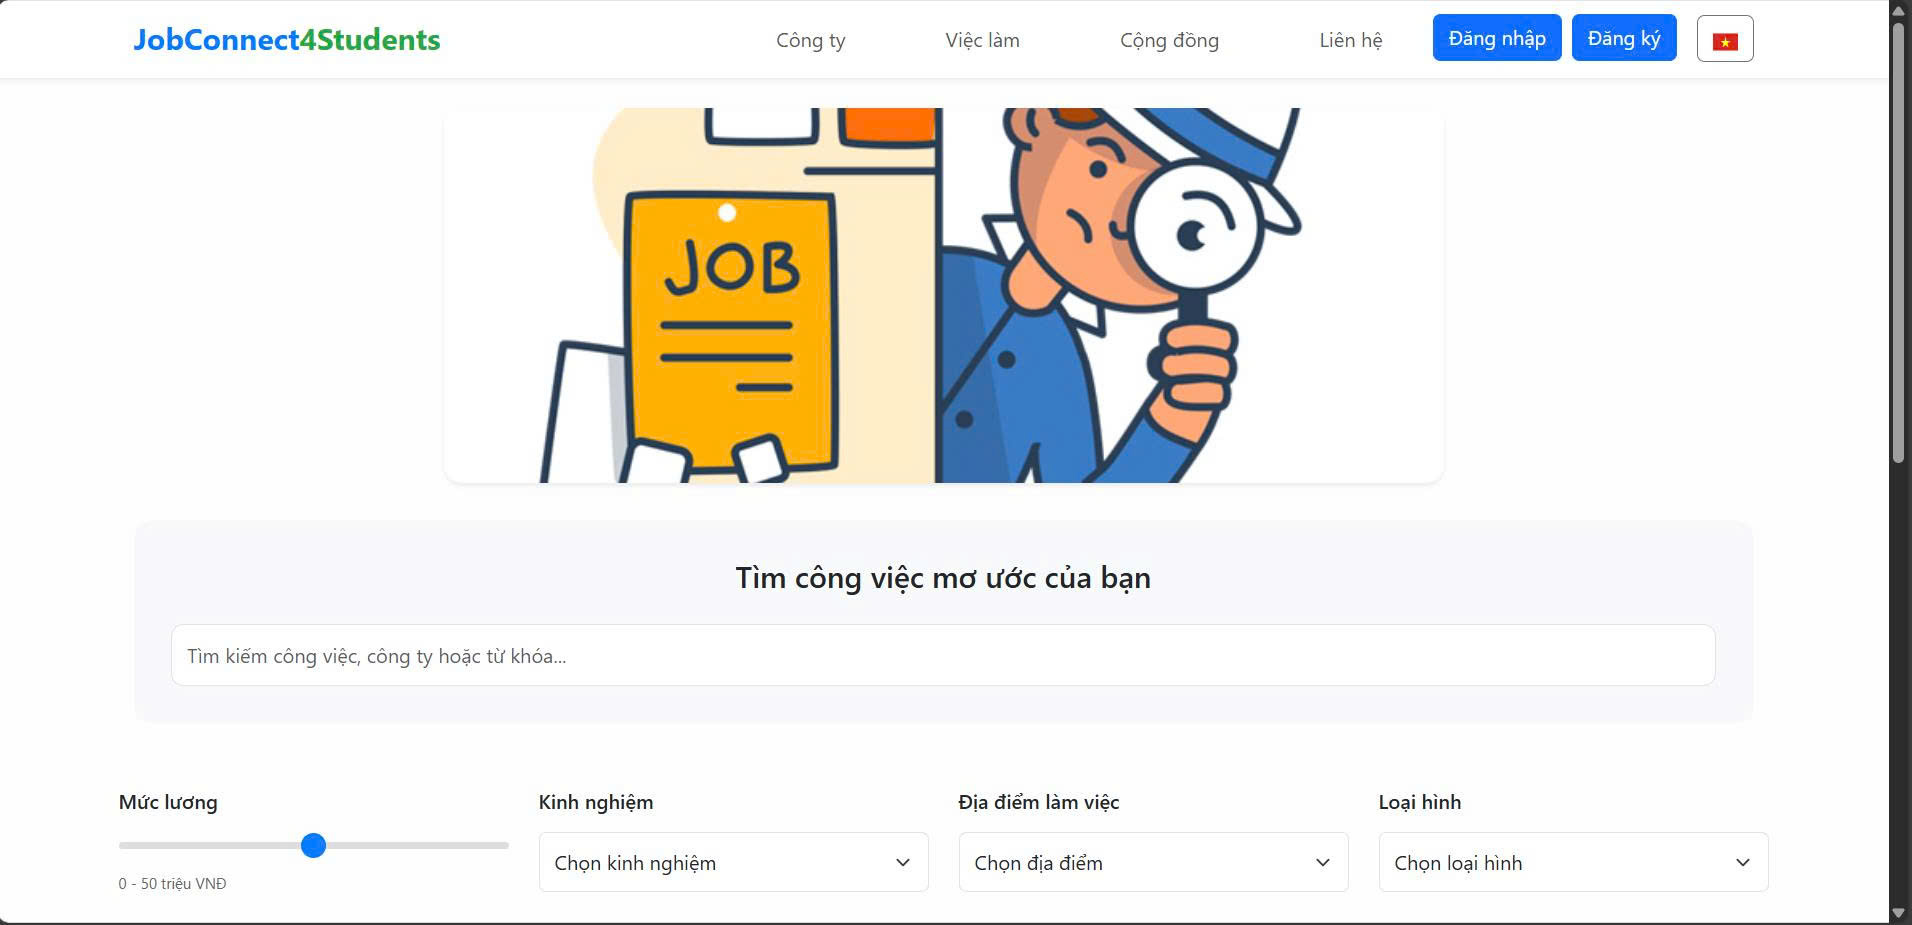 JobConnect4Students
Công ty
Việc làm
Cộng đồng
Liên hệ
Đăng nhập
Đăng ký
JOB
Tìm công việc mơ ước của bạn
Tìm kiếm công việc, công ty hoặc từ khóa...
Mức lương
Kinh nghiệm
Địa điểm làm việc
Loại hình
Chọn kinh nghiệm
Chọn địa điểm
Chọn loại hình
0 - 50 triệu VNĐ